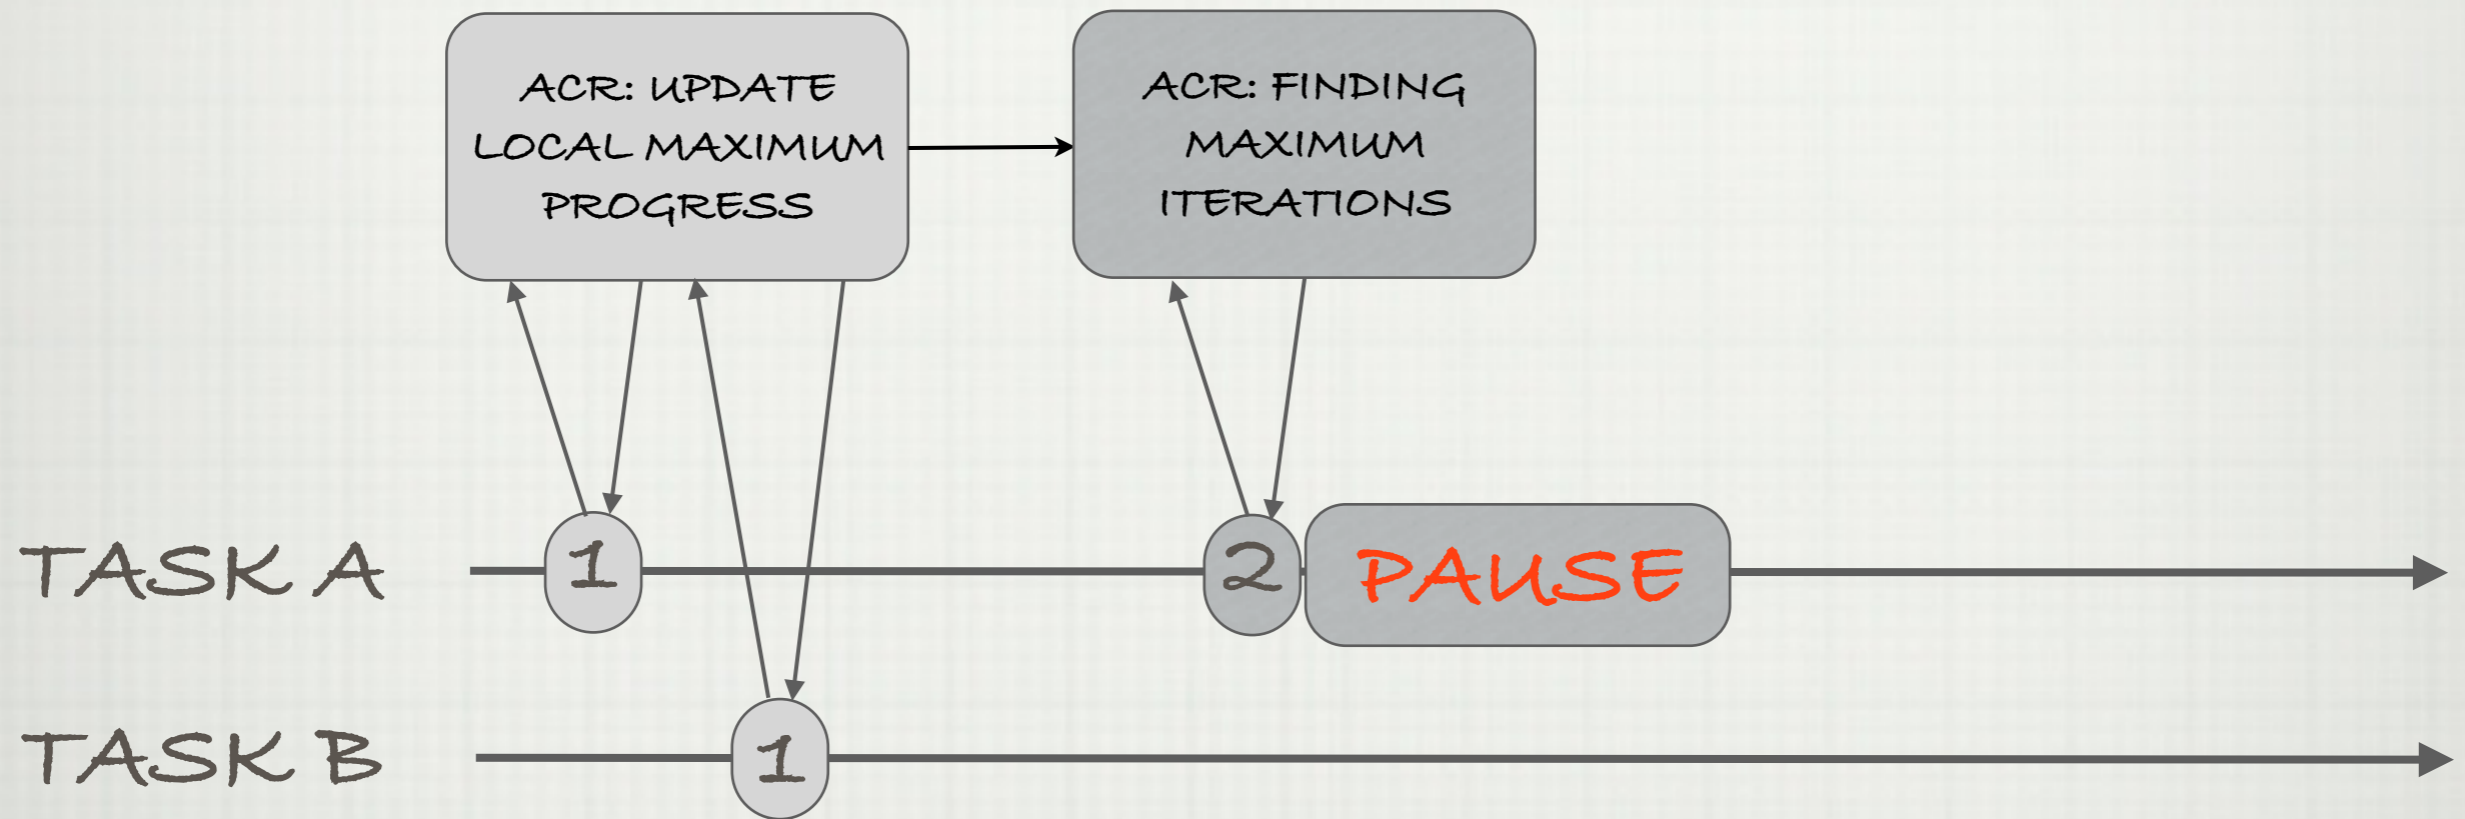 ACR: UPDATE
LOCAL MAXIMUM
PROGRESS
ACR: FINDING
MAXIMUM
ITERATIONS
TASK A
1
2
PAUSE
TASK B
1